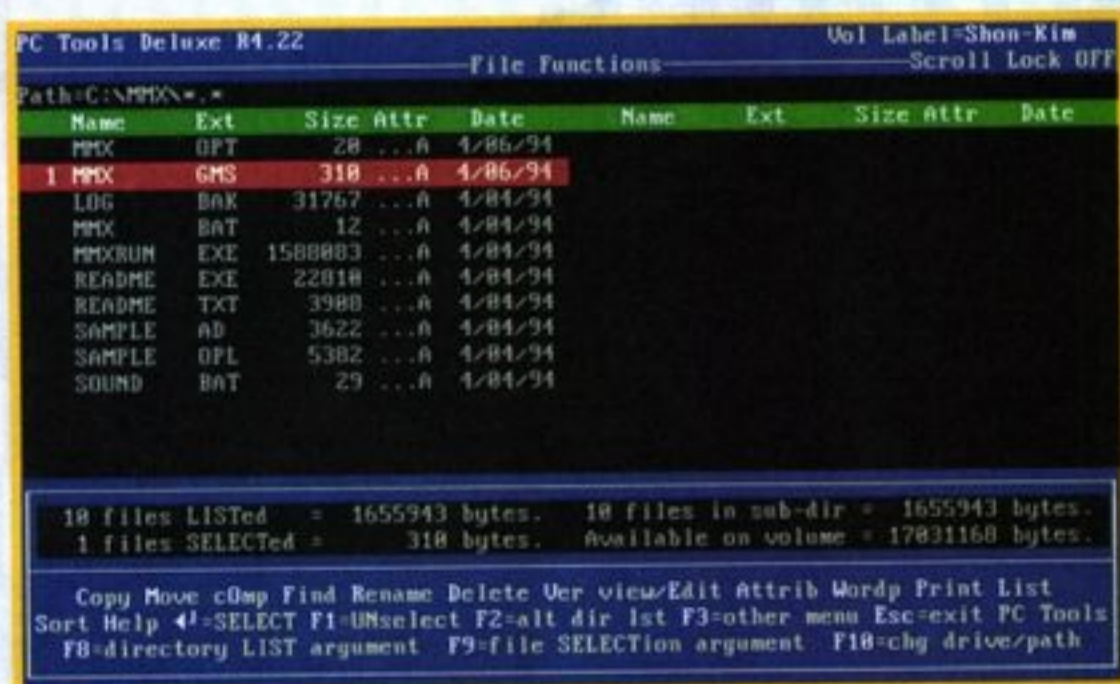 PC Tools Deluxe R4.22 Vol Label=Shon-Kim
File Functions Scroll Lock OFF
Path=C:\MMX\*.*
Name Ext Size Attr Date Name Ext Size Attr Date
MMX OPT 20 ...A 4/06/94
1 MMX GMS 310 ...A 4/06/94
LOG BAK 31767 ...A 4/04/94
MMX BAT 12 ...A 4/04/94
MMXRUN EXE 1588083 ...A 4/04/94
README EXE 22810 ...A 4/04/94
README TXT 3908 ...A 4/04/94
SAMPLE AD 3622 ...A 4/04/94
SAMPLE OPL 5382 ...A 4/04/94
SOUND BAT 29 ...A 4/04/94
10 files LISTed = 1655943 bytes. 10 files in sub-dir = 1655943 bytes.
1 files SELECTed = 310 bytes. Available on volume = 17031168 bytes.
Copy Move cOmp Find Rename Delete Ver view/Edit Attrib Wordp Print List
Sort Help ◄┘=SELECT F1=UNselect F2=alt dir lst F3=other menu Esc=exit PC Tools
F8=directory LIST argument F9=file SELECTion argument F10=chg drive/path